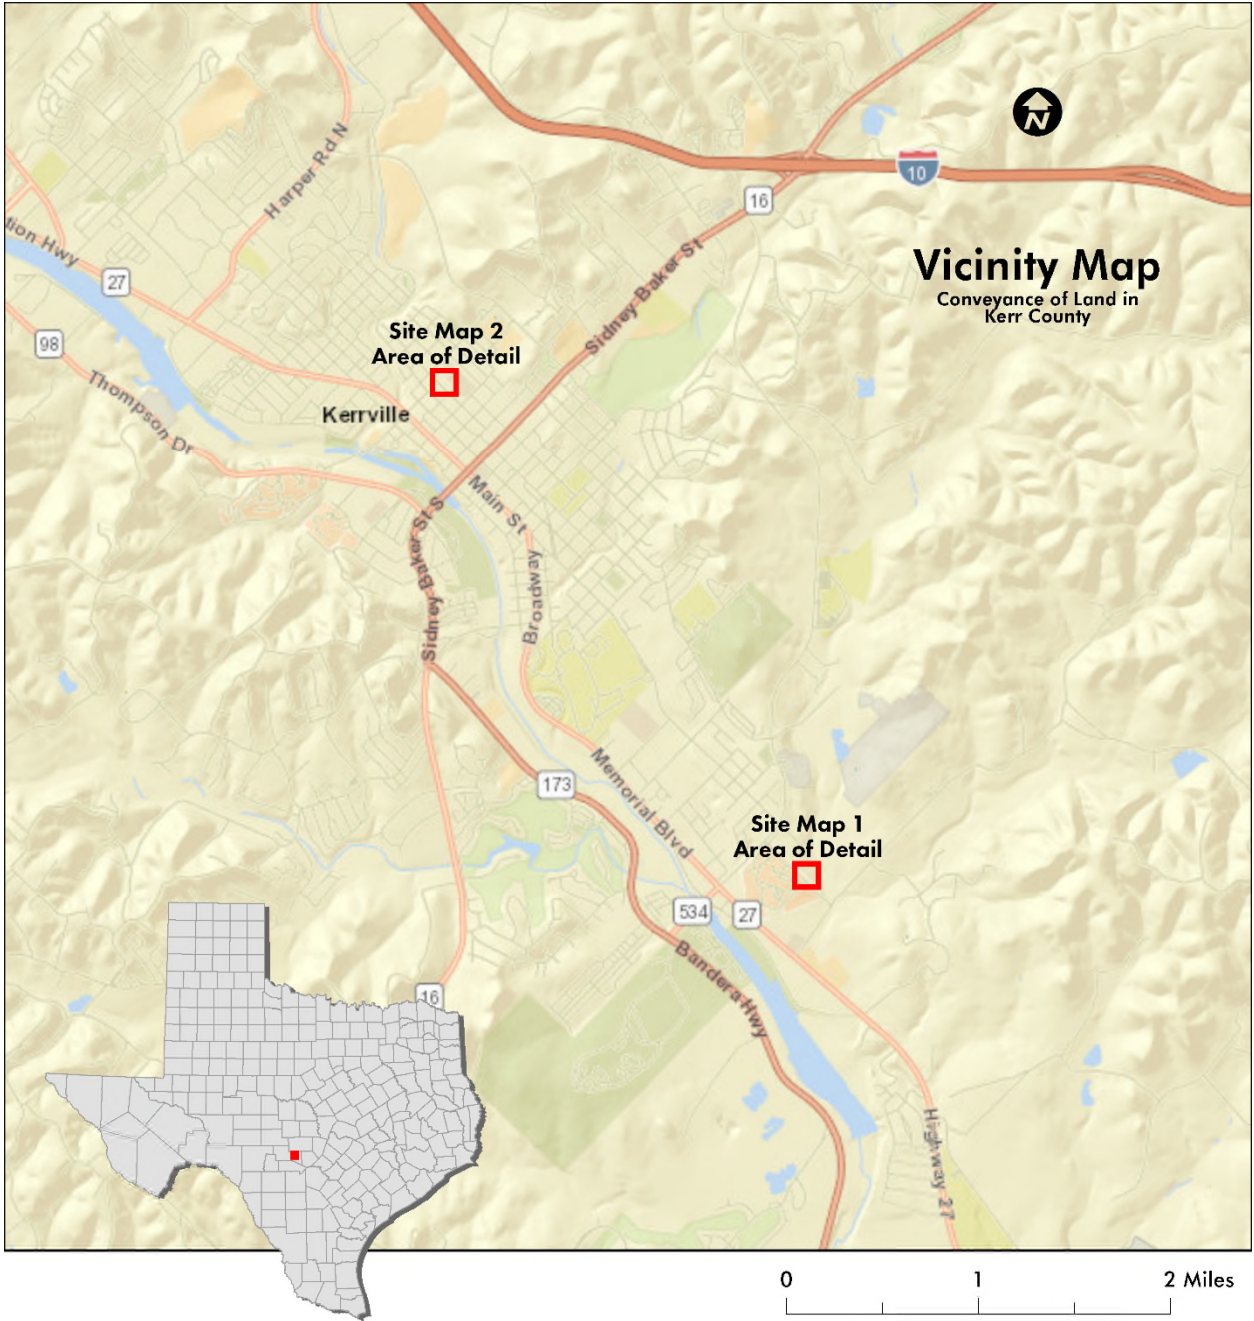 Harper Rd N
10
16
tion Hwy
27
Vicinity Map
Conveyance of Land in
Kerr County
Sidney Baker St
98
Site Map 2
Area of Detail
Thompson Dr
Kerrville
Main St
Sidney Baker St S
Broadway
173
Memorial Blvd
Site Map 1
Area of Detail
534
27
Bandera Hwy
16
Highway 27
0 1 2 Miles
N